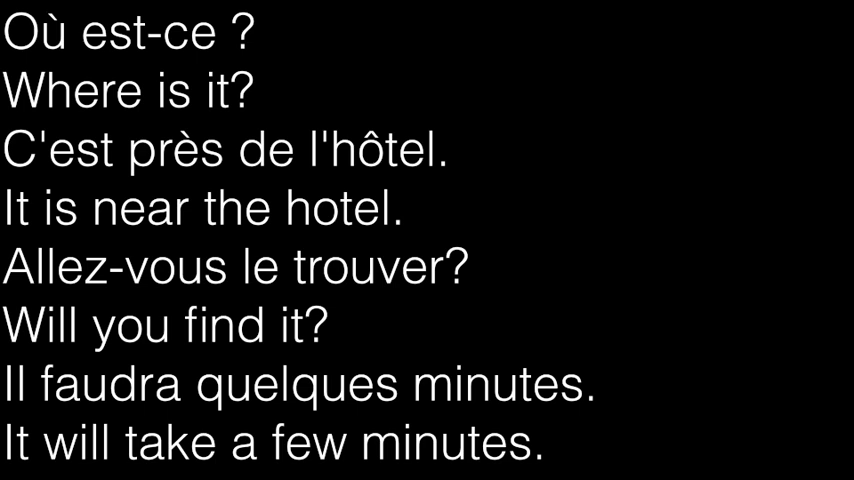 Où est-ce ?
Where is it?
C'est près de l'hôtel.
It is near the hotel.
Allez-vous le trouver?
Will you find it?
Il faudra quelques minutes.
It will take a few minutes.